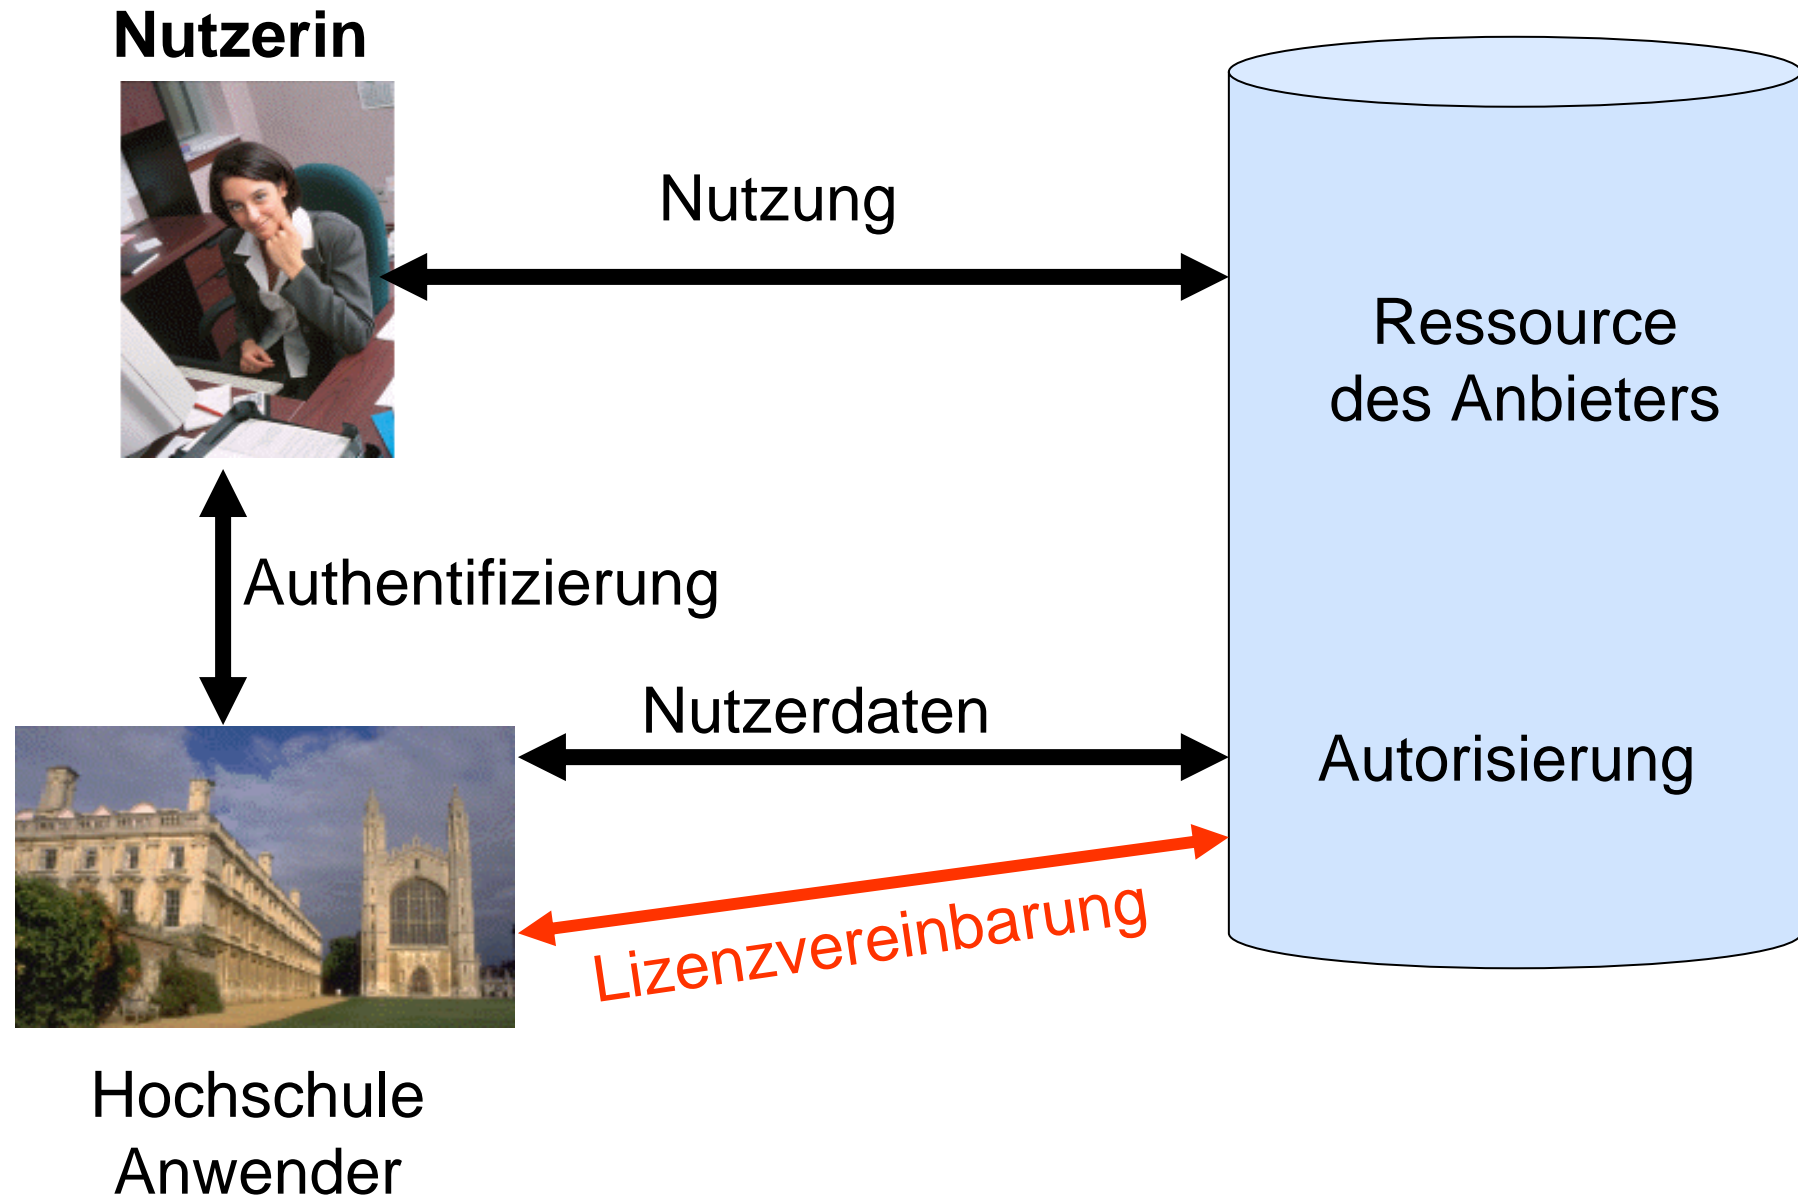 Nutzerin
Nutzung
Ressource
des Anbieters
Authentifizierung
Nutzerdaten
Autorisierung
Lizenzvereinbarung
Hochschule
Anwender